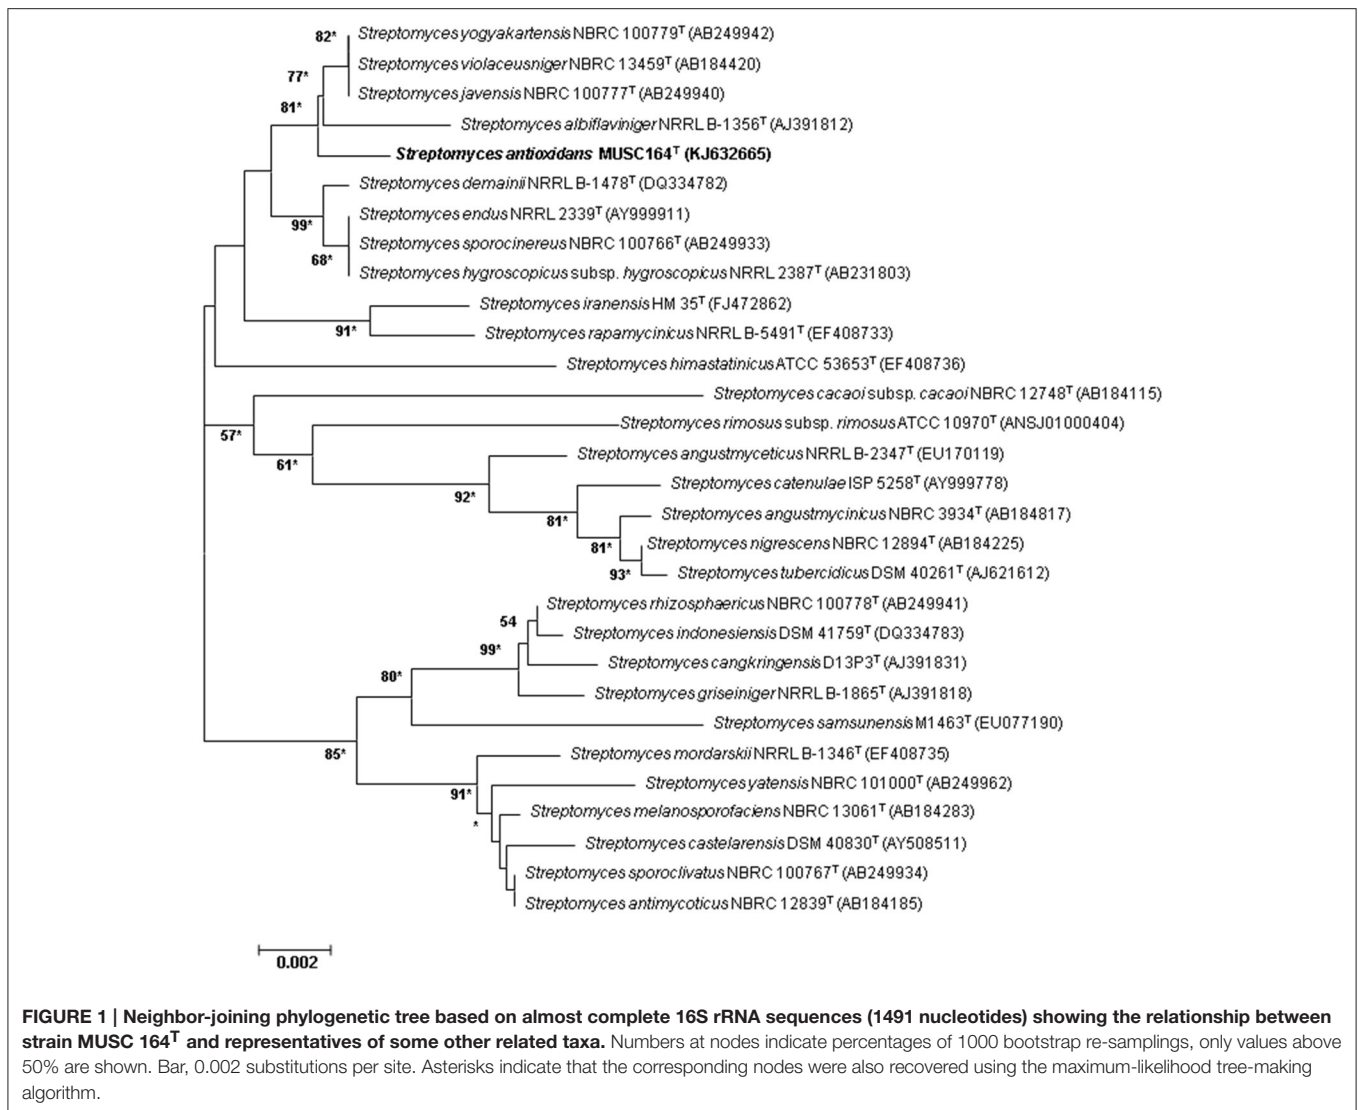 82* Streptomyces yogyakartensis NBRC 100779ᵀ (AB249942)
Streptomyces violaceusniger NBRC 13459ᵀ (AB184420)
77*
Streptomyces javensis NBRC 100777ᵀ (AB249940)
81*
Streptomyces albiflaviniger NRRL B-1356ᵀ (AJ391812)
Streptomyces antioxidans MUSC164ᵀ (KJ632665)
Streptomyces demainii NRRL B-1478ᵀ (DQ334782)
Streptomyces endus NRRL 2339ᵀ (AY999911)
99*
Streptomyces sporocinereus NBRC 100766ᵀ (AB249933)
68*
Streptomyces hygroscopicus subsp. hygroscopicus NRRL 2387ᵀ (AB231803)
Streptomyces iranensis HM 35ᵀ (FJ472862)
91* Streptomyces rapamycinicus NRRL B-5491ᵀ (EF408733)
Streptomyces himastatinicus ATCC 53653ᵀ (EF408736)
Streptomyces cacaoi subsp. cacaoi NBRC 12748ᵀ (AB184115)
Streptomyces rimosus subsp. rimosus ATCC 10970ᵀ (ANSJ01000404)
57*
Streptomyces angustmyceticus NRRL B-2347ᵀ (EU170119)
61*
Streptomyces catenulae ISP 5258ᵀ (AY999778)
92*
Streptomyces angustmycinicus NBRC 3934ᵀ (AB184817)
81*
Streptomyces nigrescens NBRC 12894ᵀ (AB184225)
81*
93* Streptomyces tubercidicus DSM 40261ᵀ (AJ621612)
Streptomyces rhizosphaericus NBRC 100778ᵀ (AB249941)
54
Streptomyces indonesiensis DSM 41759ᵀ (DQ334783)
99*
Streptomyces cangkringensis D13P3ᵀ (AJ391831)
80*
Streptomyces griseiniger NRRL B-1865ᵀ (AJ391818)
Streptomyces samsunensis M1463ᵀ (EU077190)
85* Streptomyces mordarskii NRRL B-1346ᵀ (EF408735)
Streptomyces yatensis NBRC 101000ᵀ (AB249962)
91*
Streptomyces melanosporofaciens NBRC 13061ᵀ (AB184283)
*
Streptomyces castelarensis DSM 40830ᵀ (AY508511)
Streptomyces sporoclivatus NBRC 100767ᵀ (AB249934)
Streptomyces antimycoticus NBRC 12839ᵀ (AB184185)
0.002
FIGURE 1 | Neighbor-joining phylogenetic tree based on almost complete 16S rRNA sequences (1491 nucleotides) showing the relationship between
strain MUSC 164ᵀ and representatives of some other related taxa. Numbers at nodes indicate percentages of 1000 bootstrap re-samplings, only values above
50% are shown. Bar, 0.002 substitutions per site. Asterisks indicate that the corresponding nodes were also recovered using the maximum-likelihood tree-making
algorithm.